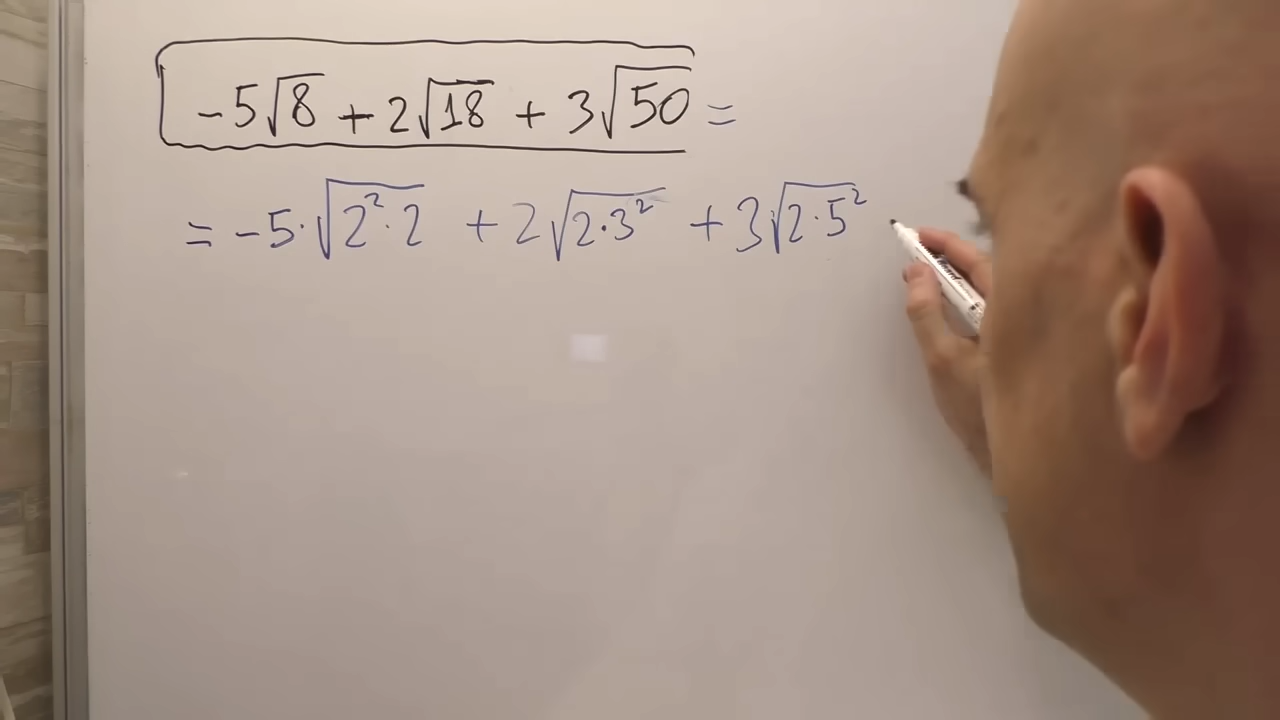 -5√8 + 2√18 + 3√50 =
= -5·√2²·2 + 2√2·3² + 3√2·5²